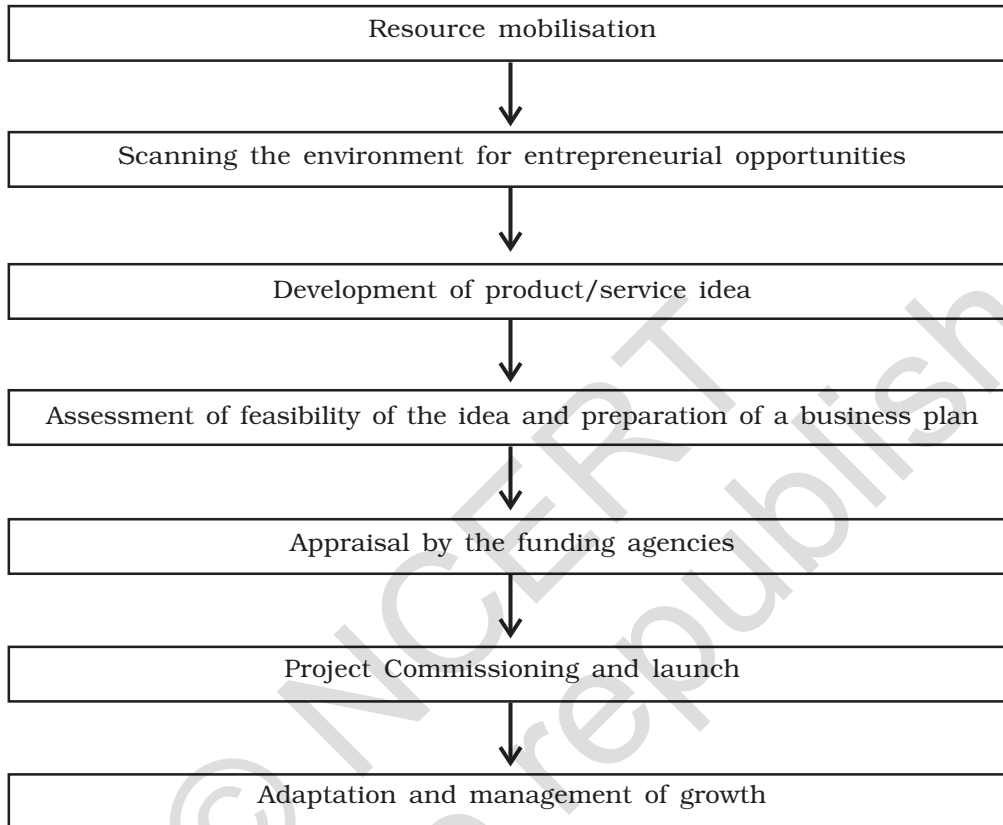 Resource mobilisation
Scanning the environment for entrepreneurial opportunities
Development of product/service idea
Assessment of feasibility of the idea and preparation of a business plan
Appraisal by the funding agencies
Project Commissioning and launch
Adaptation and management of growth
© NCERT
republish